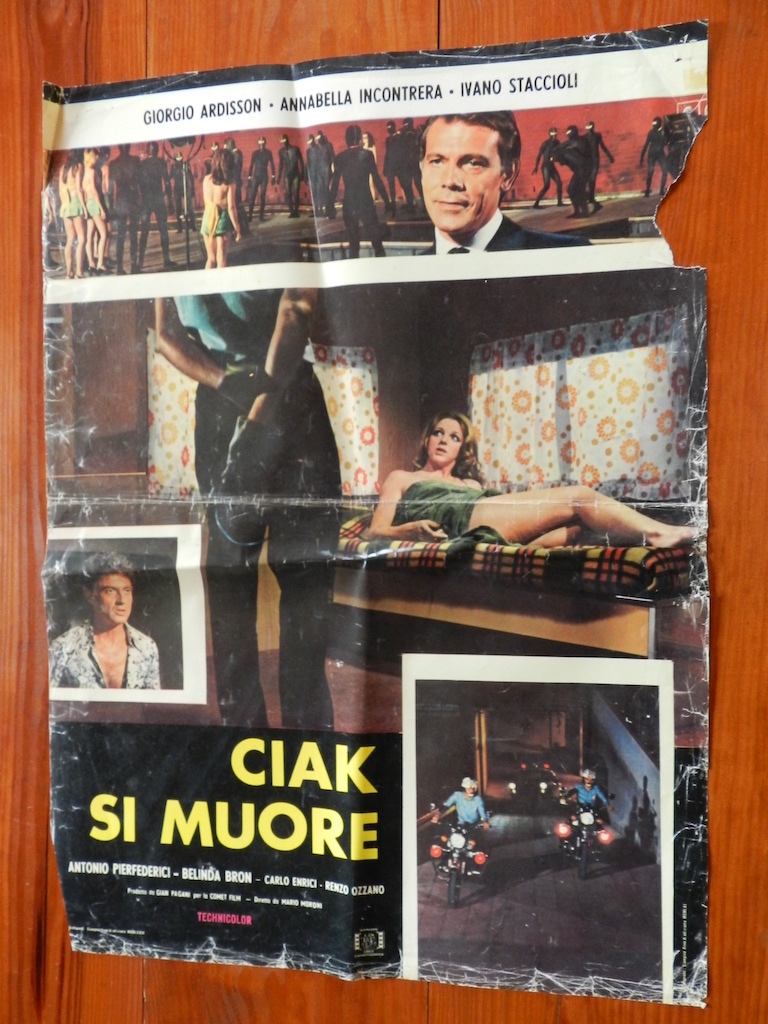 GIORGIO ARDISSON • ANNABELLA INCONTRERA • IVANO STACCIOLI
CIAK
SI MUORE
ANTONIO PIERFEDERICI - BELINDA BRON - CARLO ENRICI - RENZO OZZANO
Prodotto da GIAN PAGANI per la COMET FILM - Diretto da MARIO MORONI
TECHNICOLOR